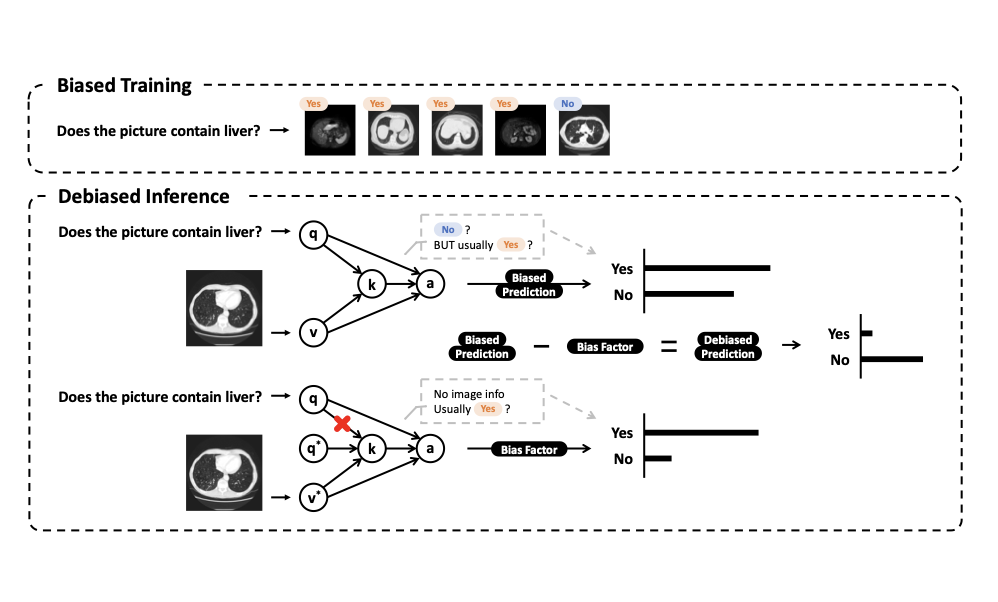 Biased Training
Yes Yes Yes Yes No
Does the picture contain liver?
Debiased Inference
Does the picture contain liver?
q
No ?
BUT usually Yes ?
k
a
v
Biased
Prediction
Yes
No
Biased
Prediction
−
Bias Factor
=
Debiased
Prediction
Yes
No
Does the picture contain liver?
q
No image info
Usually Yes ?
q*
k
a
v*
Bias Factor
Yes
No